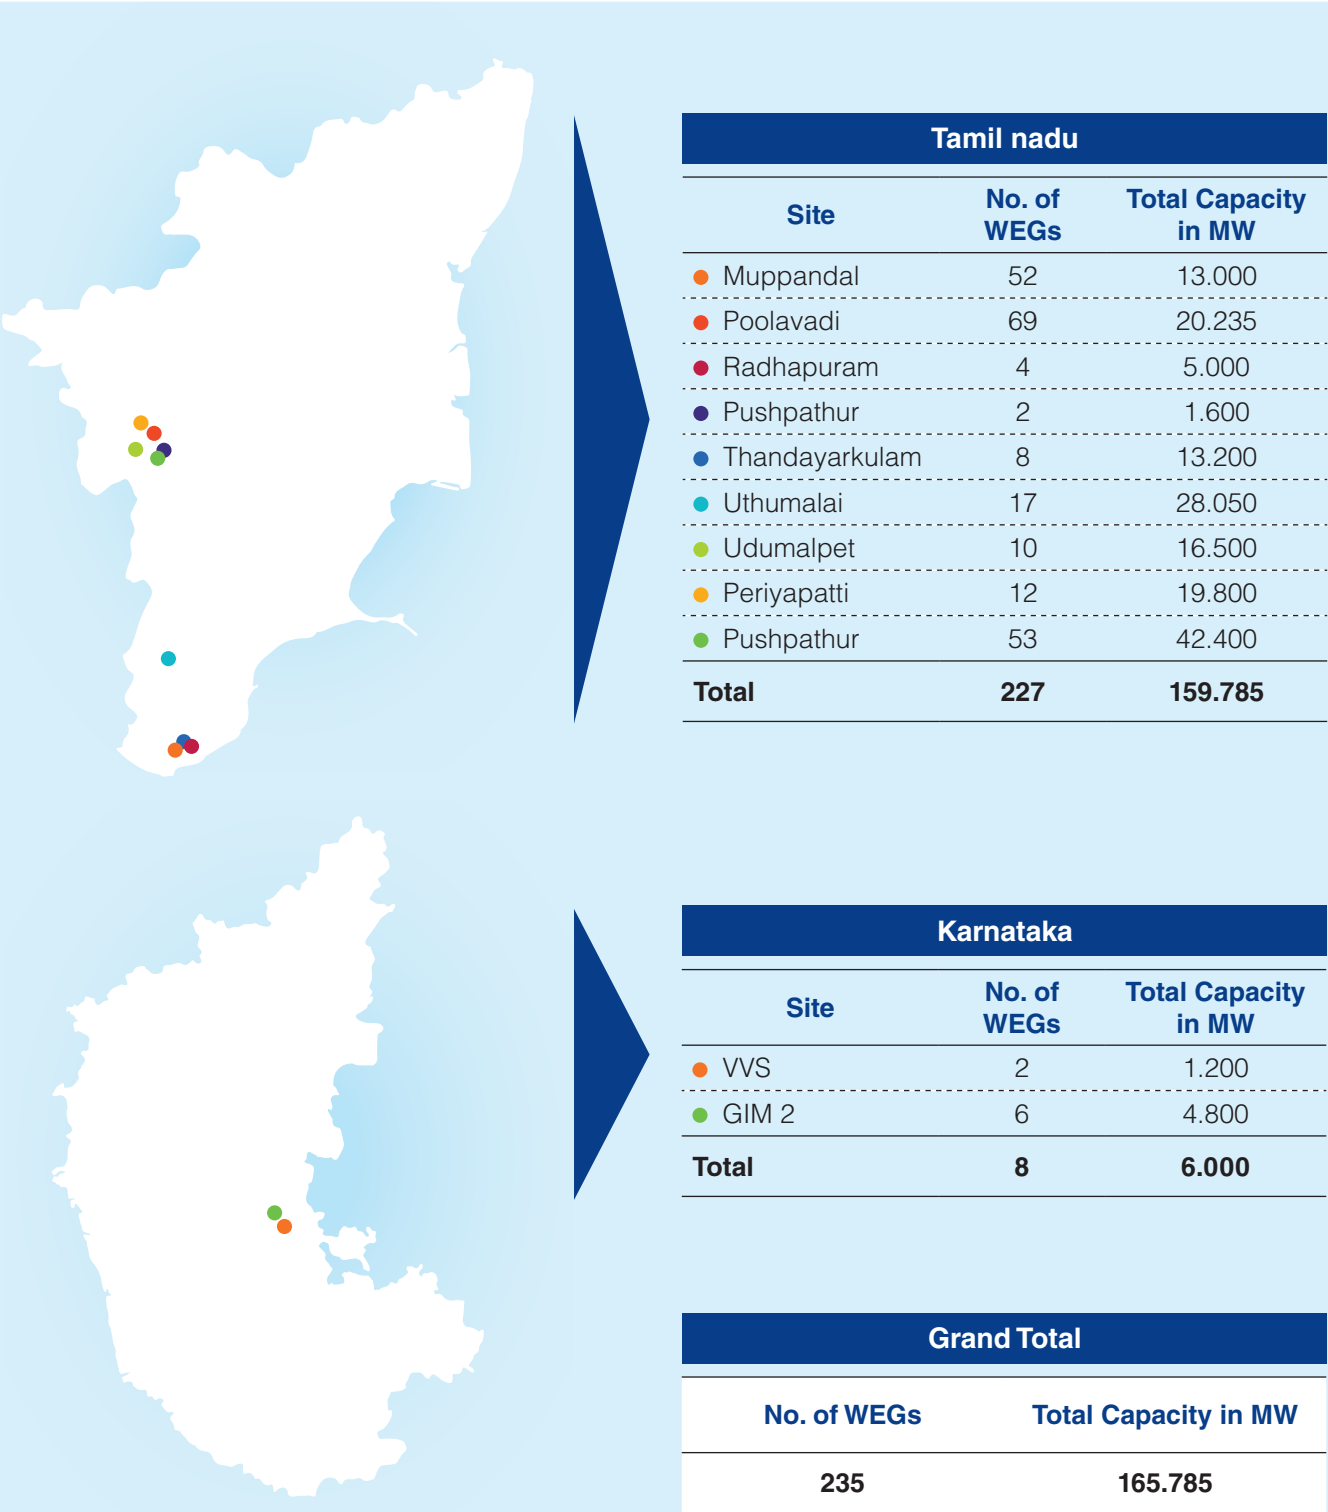 Tamil nadu
Site No. of WEGs Total Capacity in MW
Muppandal 52 13.000
Poolavadi 69 20.235
Radhapuram 4 5.000
Pushpathur 2 1.600
Thandayarkulam 8 13.200
Uthumalai 17 28.050
Udumalpet 10 16.500
Periyapatti 12 19.800
Pushpathur 53 42.400
Total 227 159.785
Karnataka
Site No. of WEGs Total Capacity in MW
VVS 2 1.200
GIM 2 6 4.800
Total 8 6.000
Grand Total
No. of WEGs Total Capacity in MW
235 165.785